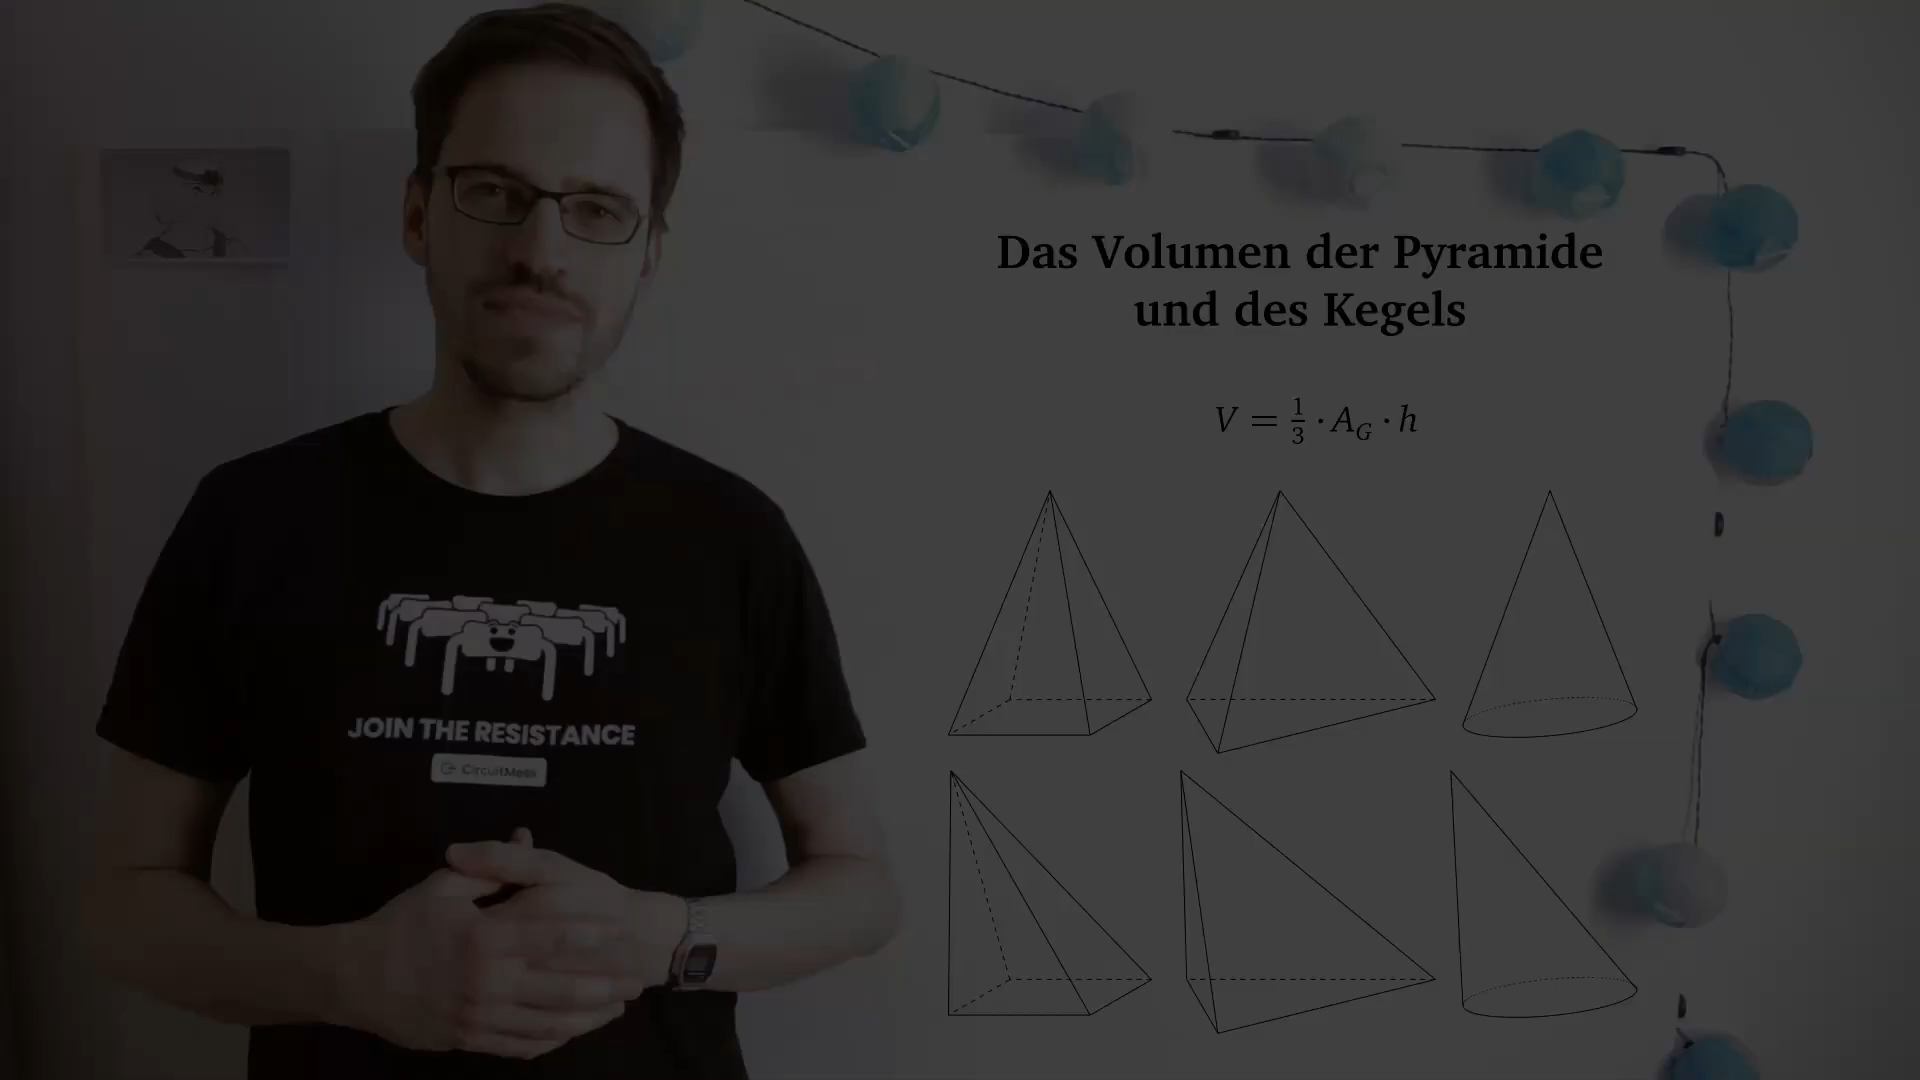 Das Volumen der Pyramide
und des Kegels
V = 1/3 · A_G · h
JOIN THE RESISTANCE
CircuitMess